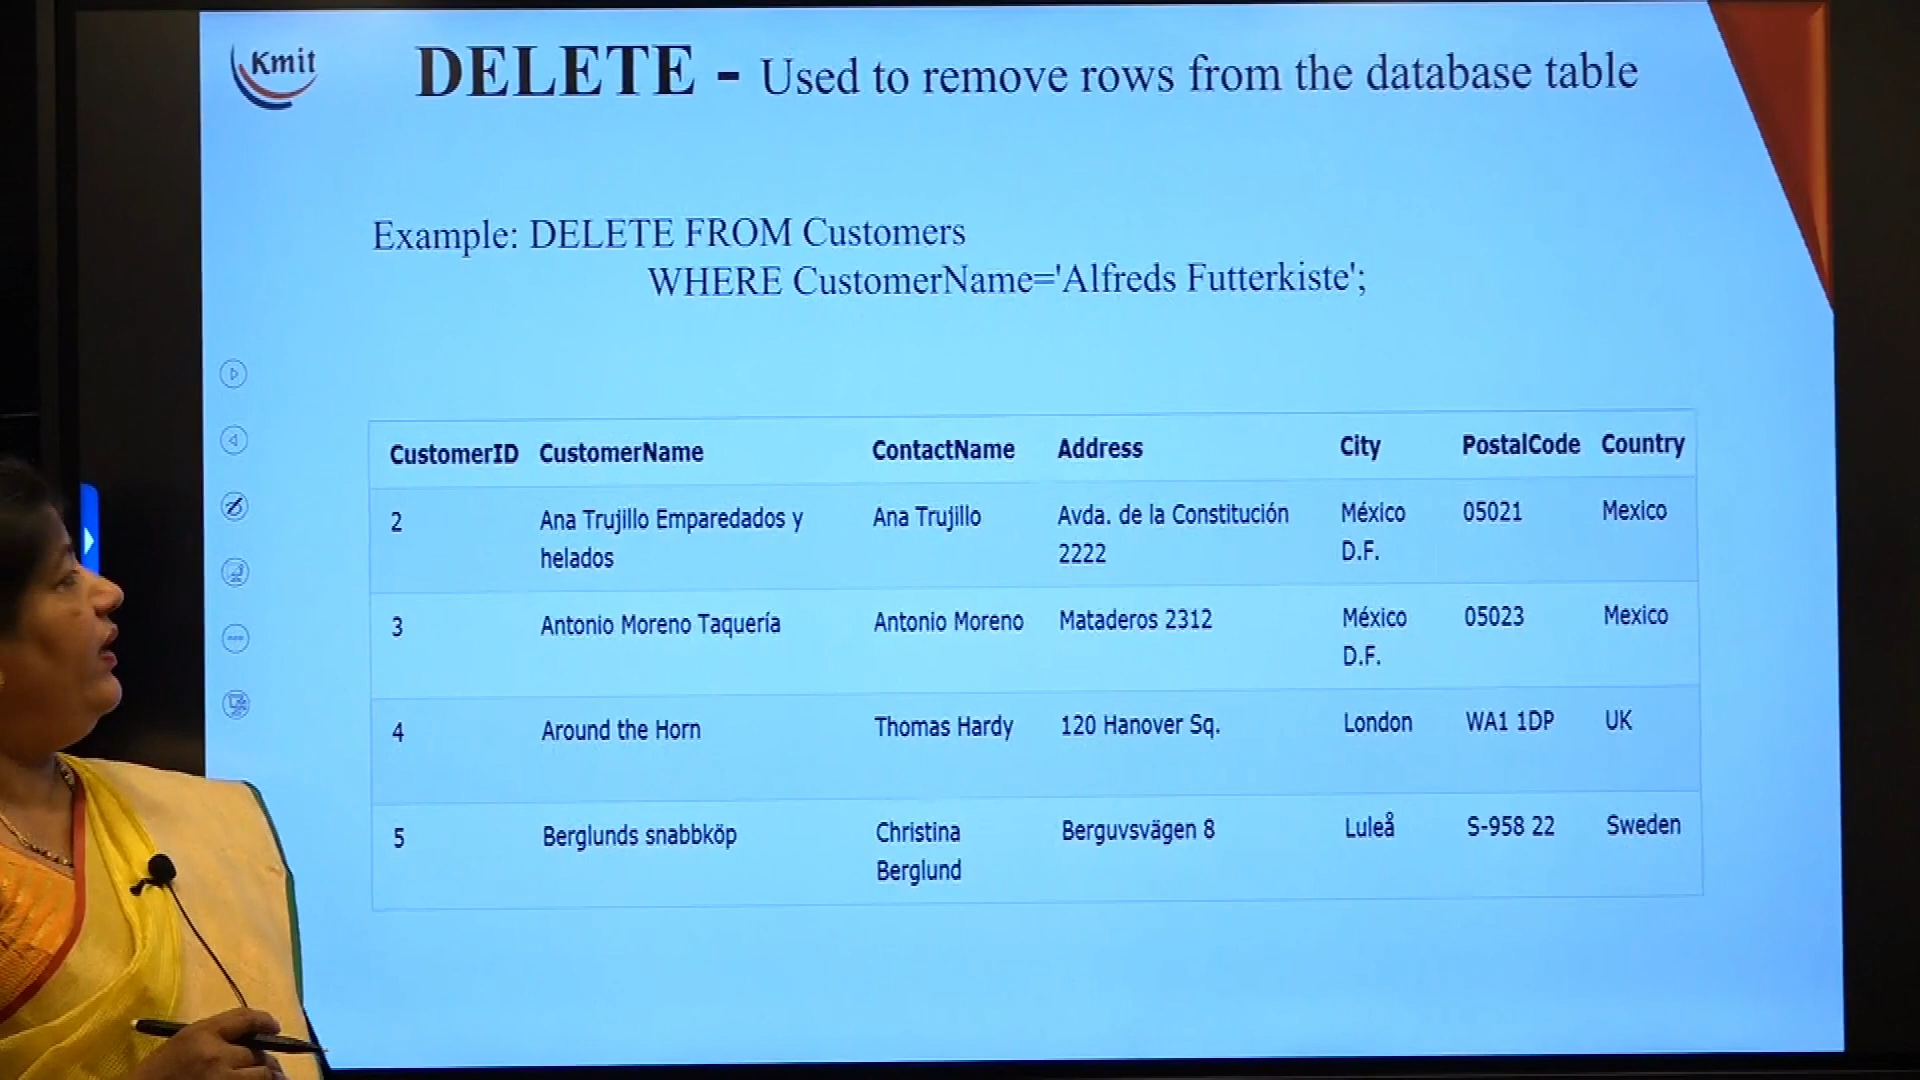 Kmit
DELETE - Used to remove rows from the database table
Example: DELETE FROM Customers
WHERE CustomerName='Alfreds Futterkiste';
CustomerID CustomerName ContactName Address City PostalCode Country
2 Ana Trujillo Emparedados y helados Ana Trujillo Avda. de la Constitución 2222 México D.F. 05021 Mexico
3 Antonio Moreno Taquería Antonio Moreno Mataderos 2312 México D.F. 05023 Mexico
4 Around the Horn Thomas Hardy 120 Hanover Sq. London WA1 1DP UK
5 Berglunds snabbköp Christina Berglund Berguvsvägen 8 Luleå S-958 22 Sweden